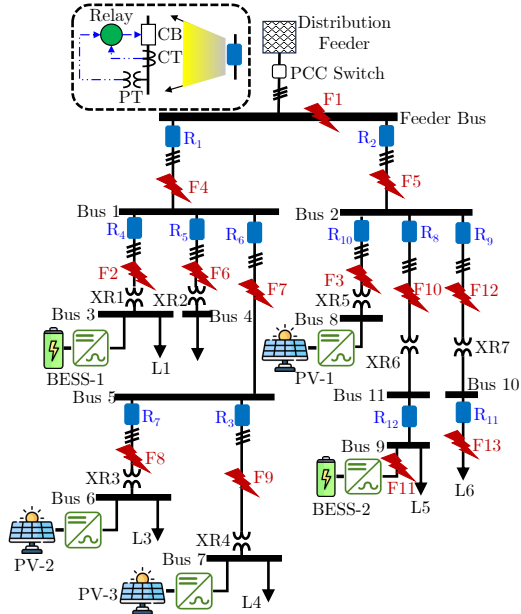 Relay
CB
CT
PT
Distribution
Feeder
PCC Switch
F1
Feeder Bus
R1
R2
F4
F5
Bus 1
Bus 2
R4
R5
R6
R10
R8
R9
F2
F6
F7
F3
F10
F12
XR1
XR2
XR5
Bus 3
Bus 4
Bus 8
XR6
XR7
BESS-1
L1
PV-1
Bus 5
Bus 11
Bus 10
R7
R3
R12
R11
F8
F9
Bus 9
F13
XR3
F11
L6
Bus 6
BESS-2
L5
L3
XR4
PV-2
Bus 7
PV-3
L4